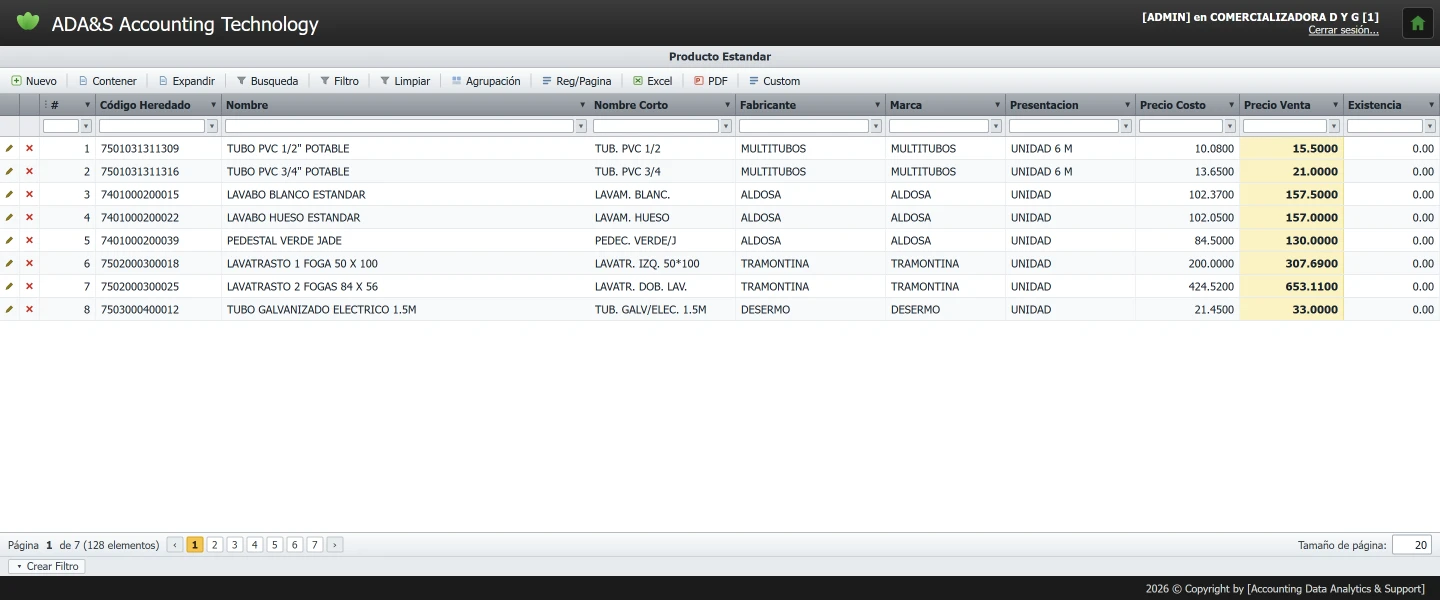 ADA&S Accounting Technology
[ADMIN] en COMERCIALIZADORA D Y G [1]
Cerrar sesión...
Producto Estandar
Nuevo Contener Expandir Busqueda Filtro Limpiar Agrupación Reg/Pagina Excel PDF Custom
# Código Heredado Nombre Nombre Corto Fabricante Marca Presentacion Precio Costo Precio Venta Existencia
1 7501031311309 TUBO PVC 1/2" POTABLE TUB. PVC 1/2 MULTITUBOS MULTITUBOS UNIDAD 6 M 10.0800 15.5000 0.00
2 7501031311316 TUBO PVC 3/4" POTABLE TUB. PVC 3/4 MULTITUBOS MULTITUBOS UNIDAD 6 M 13.6500 21.0000 0.00
3 7401000200015 LAVABO BLANCO ESTANDAR LAVAM. BLANC. ALDOSA ALDOSA UNIDAD 102.3700 157.5000 0.00
4 7401000200022 LAVABO HUESO ESTANDAR LAVAM. HUESO ALDOSA ALDOSA UNIDAD 102.0500 157.0000 0.00
5 7401000200039 PEDESTAL VERDE JADE PEDEC. VERDE/J ALDOSA ALDOSA UNIDAD 84.5000 130.0000 0.00
6 7502000300018 LAVATRASTO 1 FOGA 50 X 100 LAVATR. IZQ. 50*100 TRAMONTINA TRAMONTINA UNIDAD 200.0000 307.6900 0.00
7 7502000300025 LAVATRASTO 2 FOGAS 84 X 56 LAVATR. DOB. LAV. TRAMONTINA TRAMONTINA UNIDAD 424.5200 653.1100 0.00
8 7503000400012 TUBO GALVANIZADO ELECTRICO 1.5M TUB. GALV/ELEC. 1.5M DESERMO DESERMO UNIDAD 21.4500 33.0000 0.00
Página 1 de 7 (128 elementos) ‹ 1 2 3 4 5 6 7 › Tamaño de página: 20
Crear Filtro
2026 © Copyright by [Accounting Data Analytics & Support]